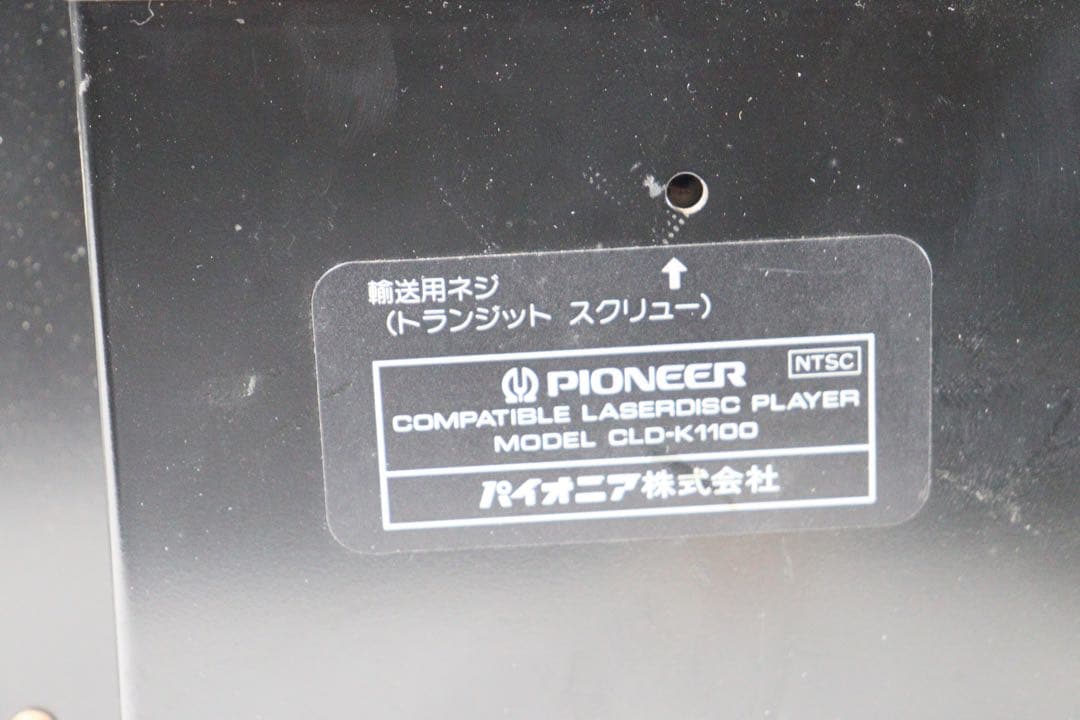 輸送用ネジ
(トランジット スクリュー)
PIONEER NTSC
COMPATIBLE LASERDISC PLAYER
MODEL CLD-K1100
パイオニア株式会社